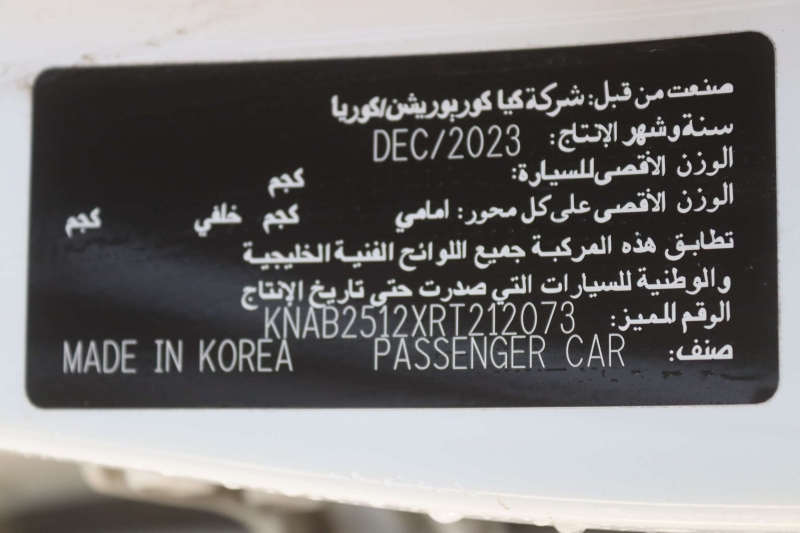 صنعت من قبل: شركة كيا كوربوريشن/كوريا
سنة وشهر الإنتاج: DEC/2023
الوزن الأقصى للسيارة: كجم
الوزن الأقصى على كل محور: امامي كجم خلفي كجم
تطابق هذه المركبة جميع اللوائح الفنية الخليجية
والوطنية للسيارات التي صدرت حتى تاريخ الإنتاج
الوقم للميز: KNAB2512XRT212073
صنف: PASSENGER CAR MADE IN KOREA